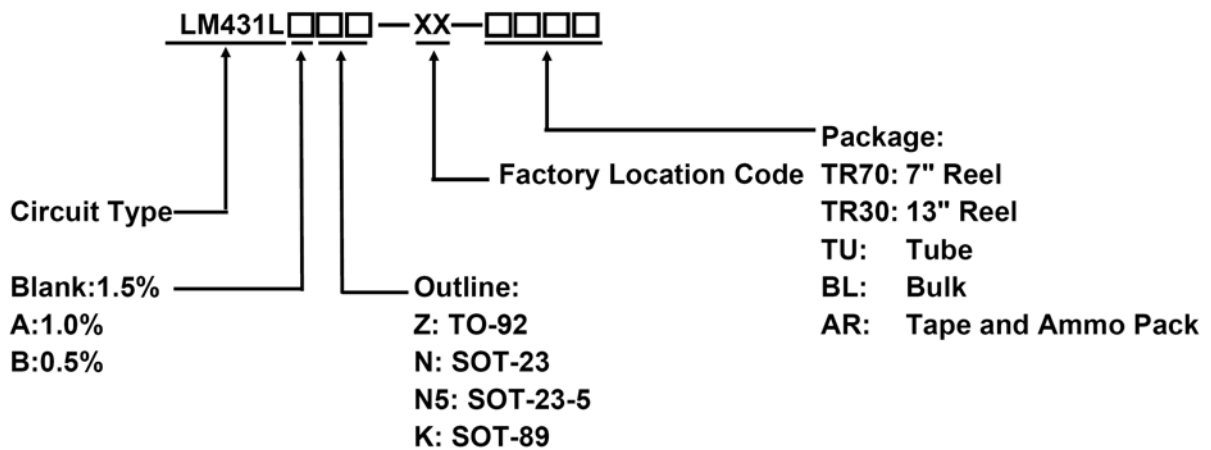 LM431L□□□—XX—□□□□
Package:
Factory Location Code
TR70: 7" Reel
Circuit Type
TR30: 13" Reel
TU: Tube
Blank:1.5%
Outline:
BL: Bulk
A:1.0%
Z: TO-92
AR: Tape and Ammo Pack
B:0.5%
N: SOT-23
N5: SOT-23-5
K: SOT-89